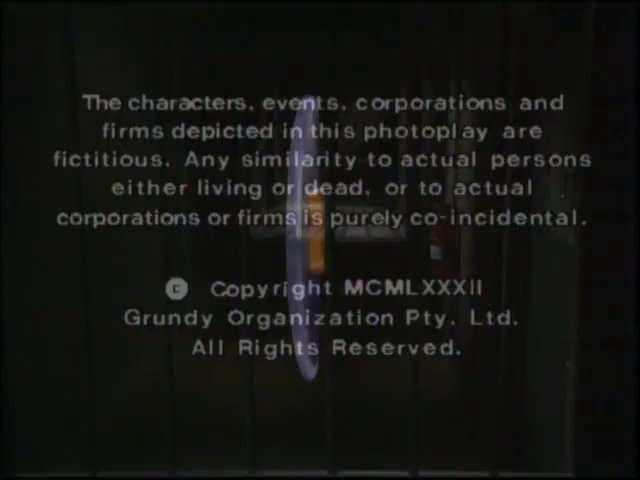 The characters, events, corporations and
firms depicted in this photoplay are
fictitious. Any similarity to actual persons
either living or dead, or to actual
corporations or firms is purely co-incidental.
© Copyright MCMLXXXII
Grundy Organization Pty. Ltd.
All Rights Reserved.